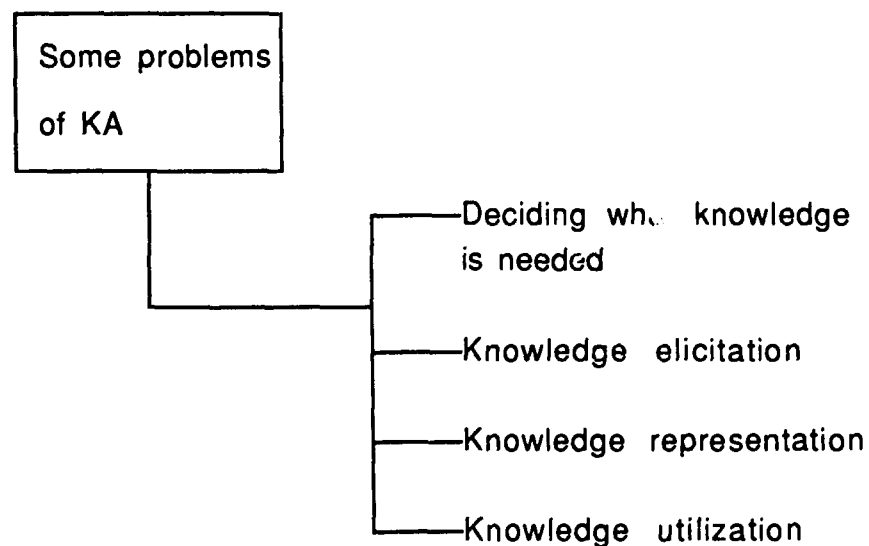 Some problems
of KA
Deciding knowledge
is needed
Knowledge elicitation
Knowledge representation
Knowledge utilization